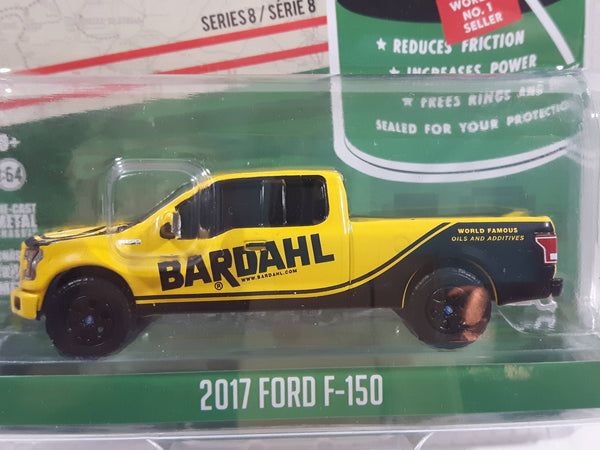 SERIES 8 / SÉRIE 8
NO. 1
SELLER
★ REDUCES FRICTION
★ INCREASES POWER
★ FREES RINGS AND
SEALED FOR YOUR PROTECTION
BARDAHL
®
WWW.BARDAHL.COM
WORLD FAMOUS
OILS AND ADDITIVES
2017 FORD F-150